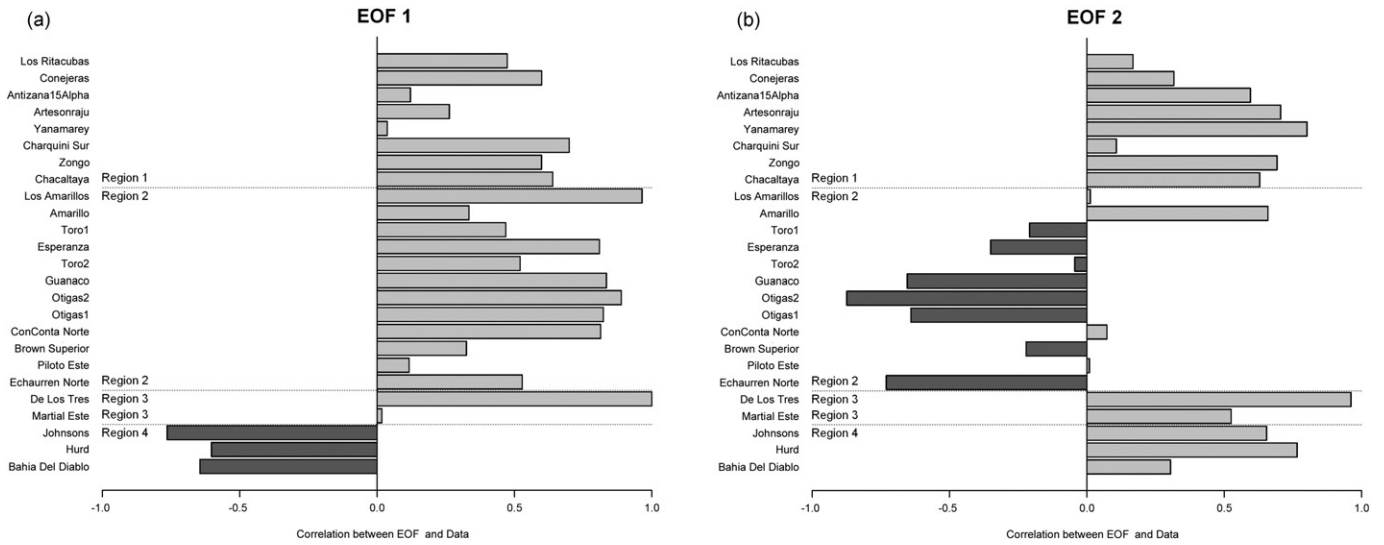 (a)
EOF 1
Los Ritacubas
Conejeras
Antizana15Alpha
Artesonraju
Yanamarey
Charquini Sur
Zongo
Chacaltaya
Region 1
Los Amarillos
Region 2
Amarillo
Toro1
Esperanza
Toro2
Guanaco
Otigas2
Otigas1
ConConta Norte
Brown Superior
Piloto Este
Echaurren Norte
Region 2
De Los Tres
Region 3
Martial Este
Region 3
Johnsons
Region 4
Hurd
Bahia Del Diablo
-1.0 -0.5 0.0 0.5 1.0
Correlation between EOF and Data
(b)
EOF 2
Los Ritacubas
Conejeras
Antizana15Alpha
Artesonraju
Yanamarey
Charquini Sur
Zongo
Chacaltaya
Region 1
Los Amarillos
Region 2
Amarillo
Toro1
Esperanza
Toro2
Guanaco
Otigas2
Otigas1
ConConta Norte
Brown Superior
Piloto Este
Echaurren Norte
Region 2
De Los Tres
Region 3
Martial Este
Region 3
Johnsons
Region 4
Hurd
Bahia Del Diablo
-1.0 -0.5 0.0 0.5 1.0
Correlation between EOF and Data